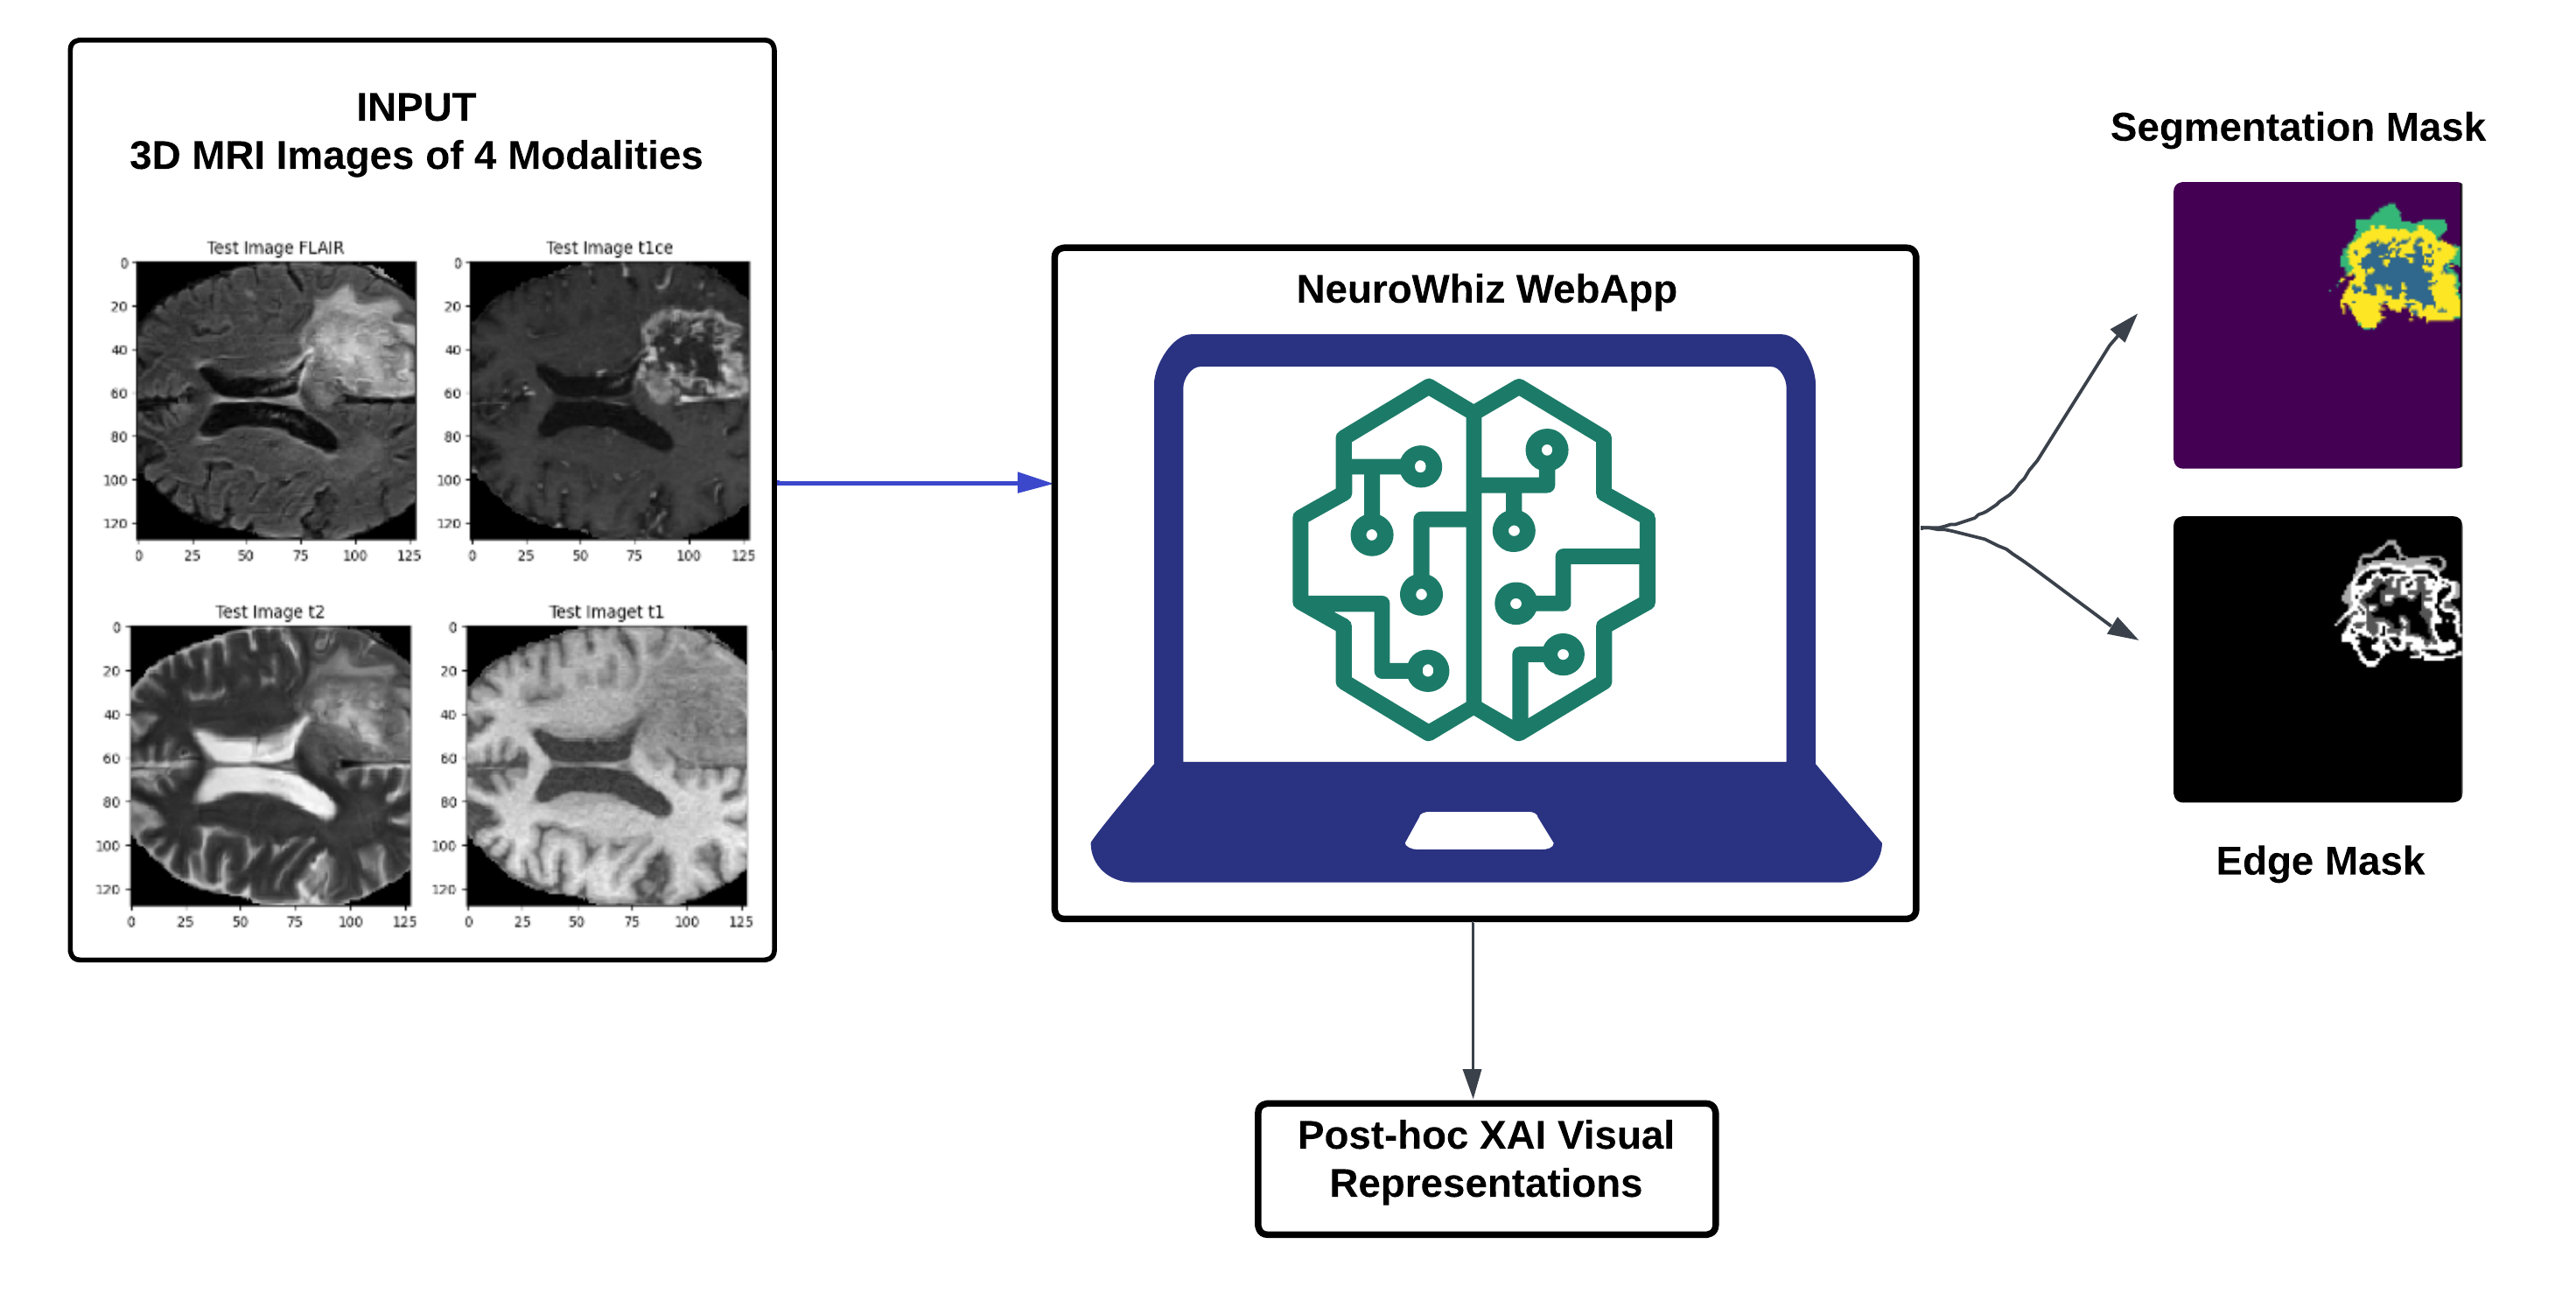 INPUT
3D MRI Images of 4 Modalities
Test Image FLAIR
0
20
40
60
80
100
120
0 25 50 75 100 125
Test Image t1ce
0
20
40
60
80
100
120
0 25 50 75 100 125
Test Image t2
0
20
40
60
80
100
120
0 25 50 75 100 125
Test Imaget t1
0
20
40
60
80
100
120
0 25 50 75 100 125
NeuroWhiz WebApp
Post-hoc XAI Visual
Representations
Segmentation Mask
Edge Mask